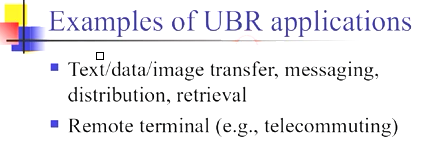 Examples of UBR applications
Text/data/image transfer, messaging,
distribution, retrieval
Remote terminal (e.g., telecommuting)